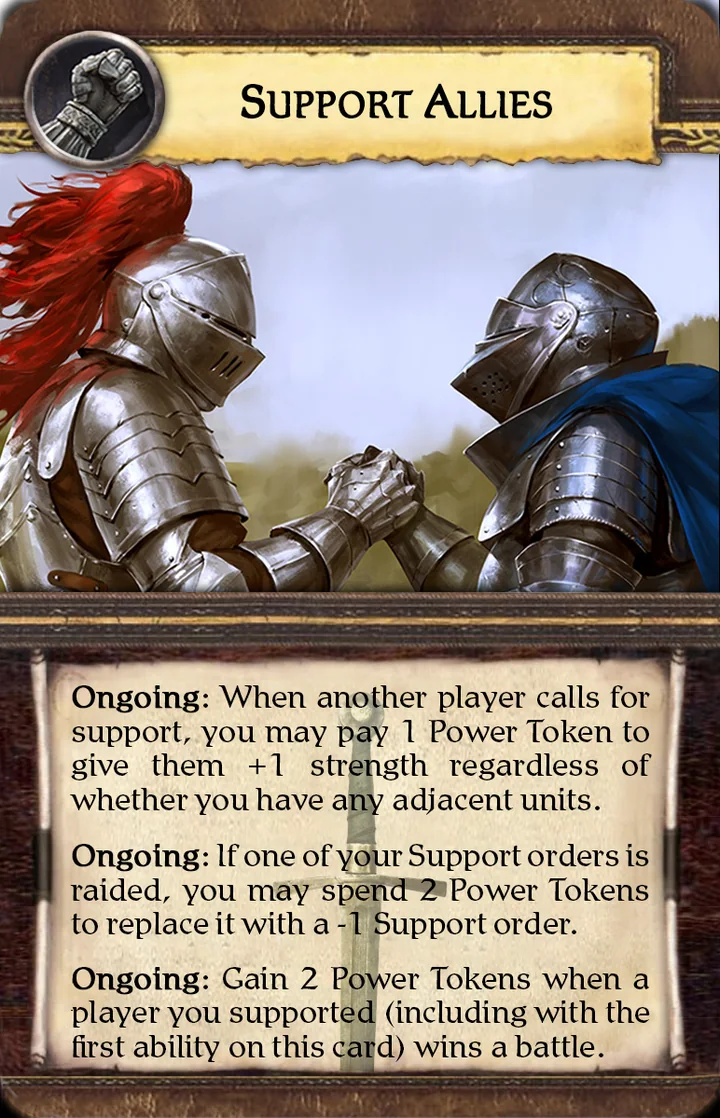 Support Allies
Ongoing: When another player calls for
support, you may pay 1 Power Token to
give them +1 strength regardless of
whether you have any adjacent units.
Ongoing: If one of your Support orders is
raided, you may spend 2 Power Tokens
to replace it with a -1 Support order.
Ongoing: Gain 2 Power Tokens when a
player you supported (including with the
first ability on this card) wins a battle.